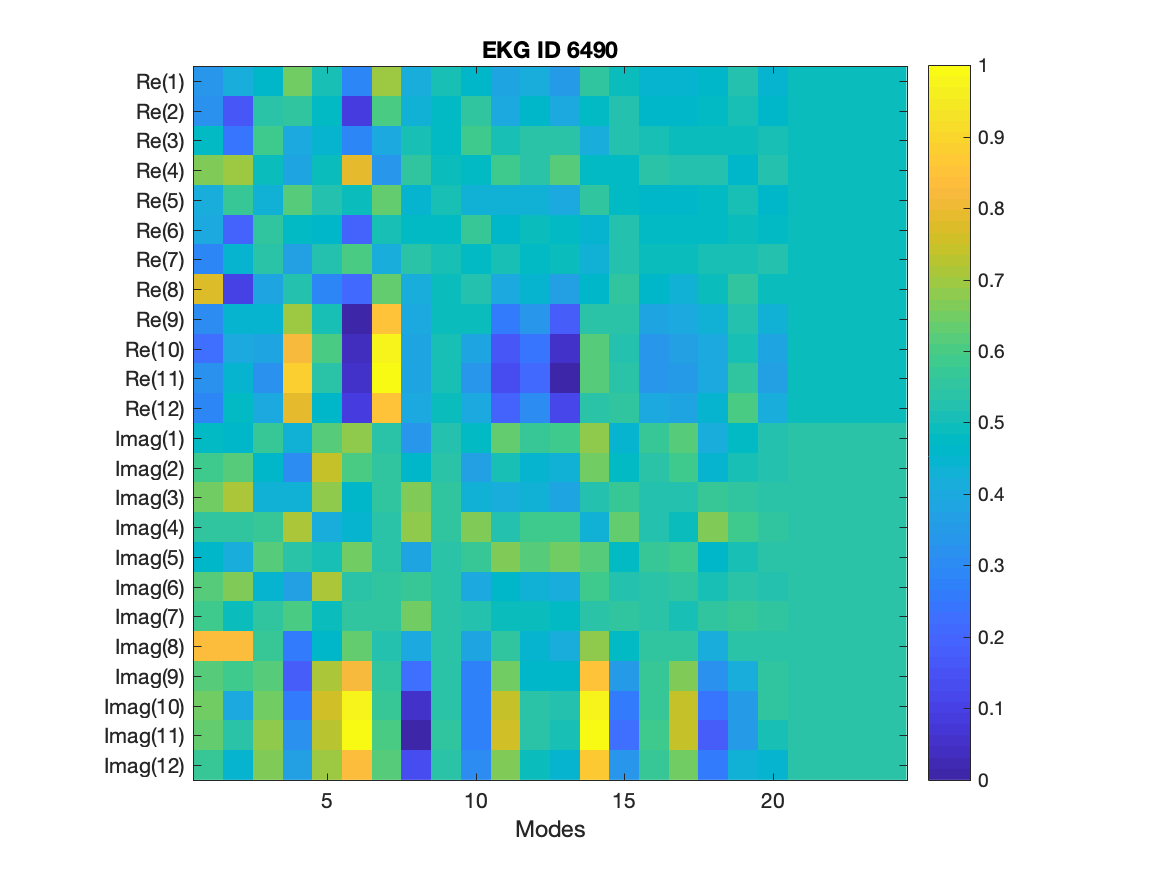 EKG ID 6490
Re(1)
Re(2)
Re(3)
Re(4)
Re(5)
Re(6)
Re(7)
Re(8)
Re(9)
Re(10)
Re(11)
Re(12)
Imag(1)
Imag(2)
Imag(3)
Imag(4)
Imag(5)
Imag(6)
Imag(7)
Imag(8)
Imag(9)
Imag(10)
Imag(11)
Imag(12)
5 10 15 20
Modes
1
0.9
0.8
0.7
0.6
0.5
0.4
0.3
0.2
0.1
0